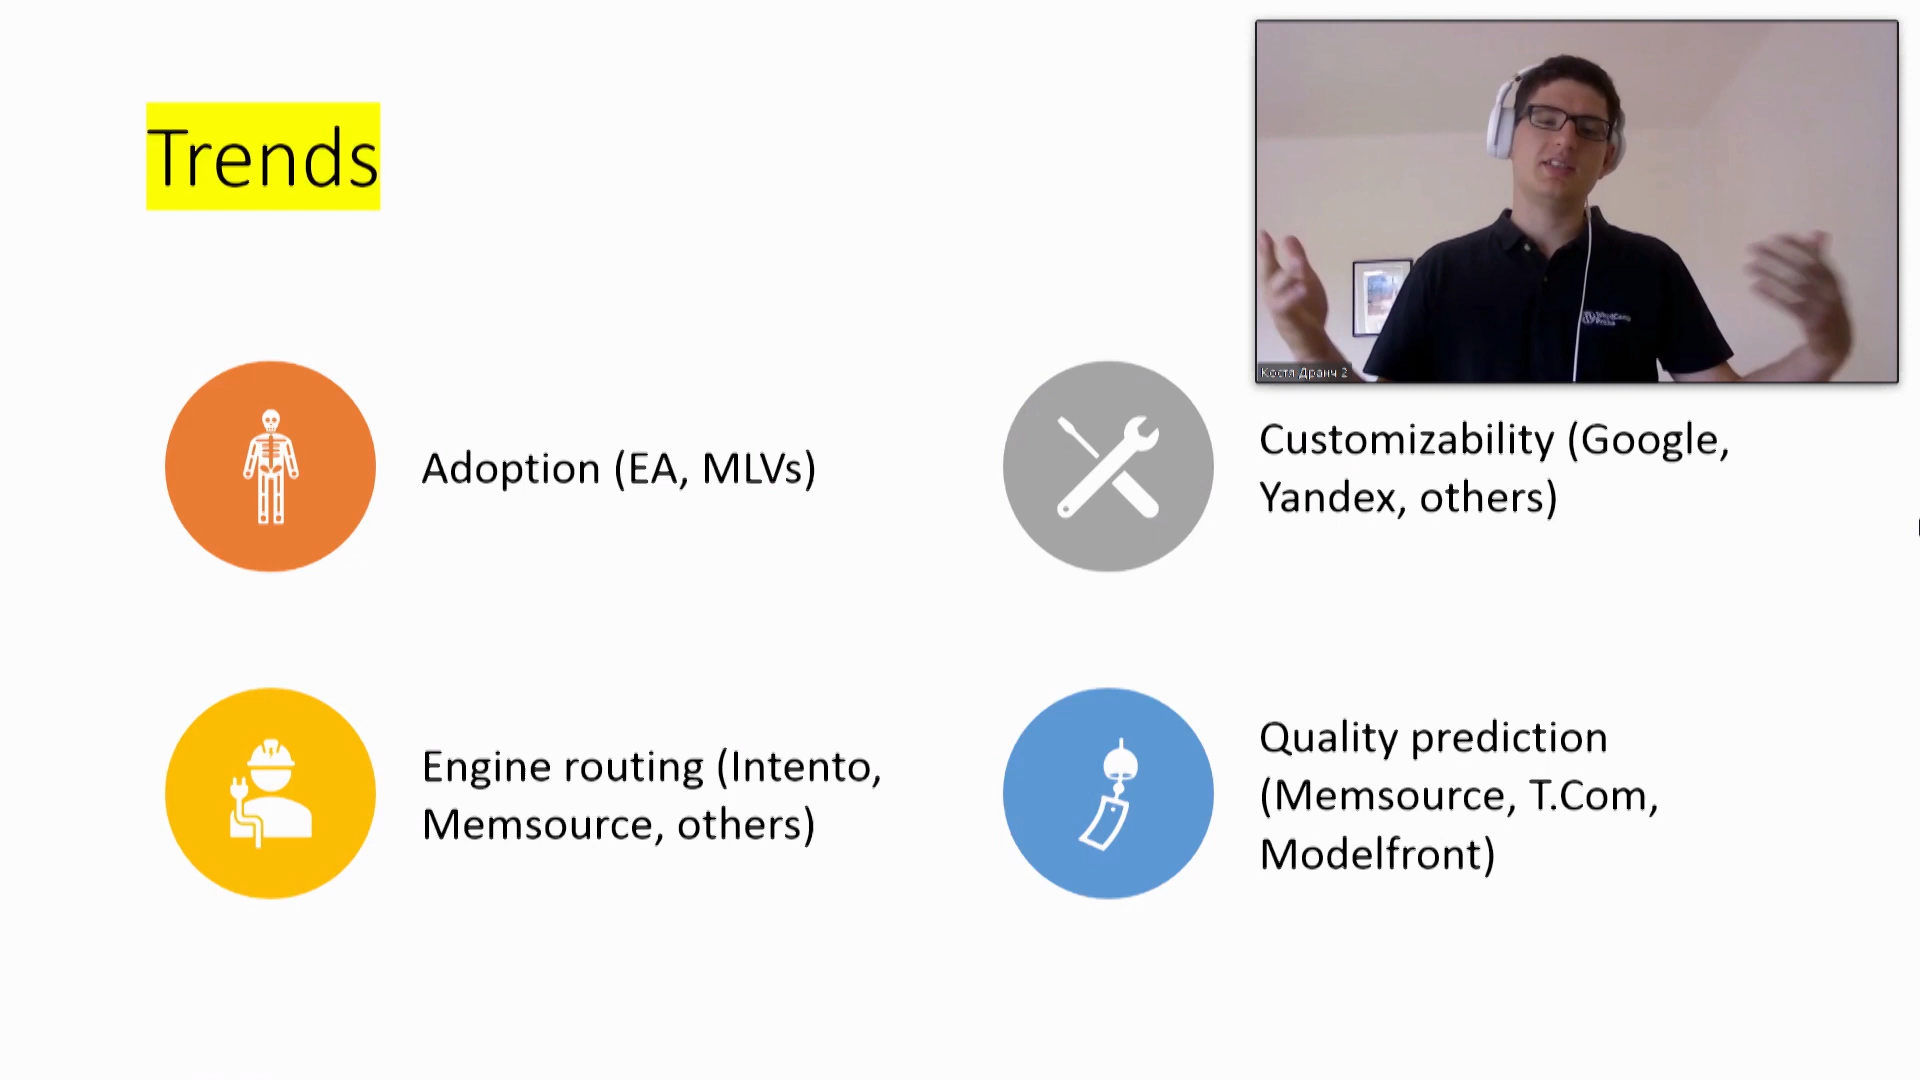 Trends
Костя Дранч 2
Adoption (EA, MLVs)
Customizability (Google,
Yandex, others)
Engine routing (Intento,
Memsource, others)
Quality prediction
(Memsource, T.Com,
Modelfront)